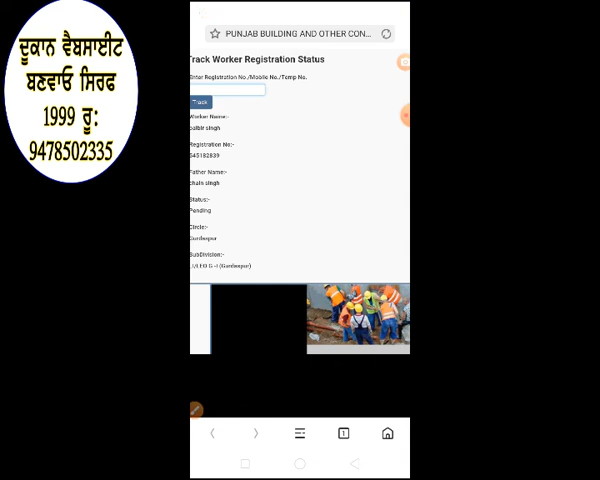 ਦੂਕਾਨ ਵੈਬਸਾਈਟ
ਬਣਵਾਓ ਸਿਰਫ
1999 ਰੂ:
9478502335
PUNJAB BUILDING AND OTHER CON...
Track Worker Registration Status
Enter Registration No./Mobile No./Temp No.
Track
Worker Name:-
balbir singh
Registration No:-
545182839
Father Name:-
chain singh
Status:-
Pending
Circle:-
Gurdaspur
SubDivision:-
(Gurdaspur)
1